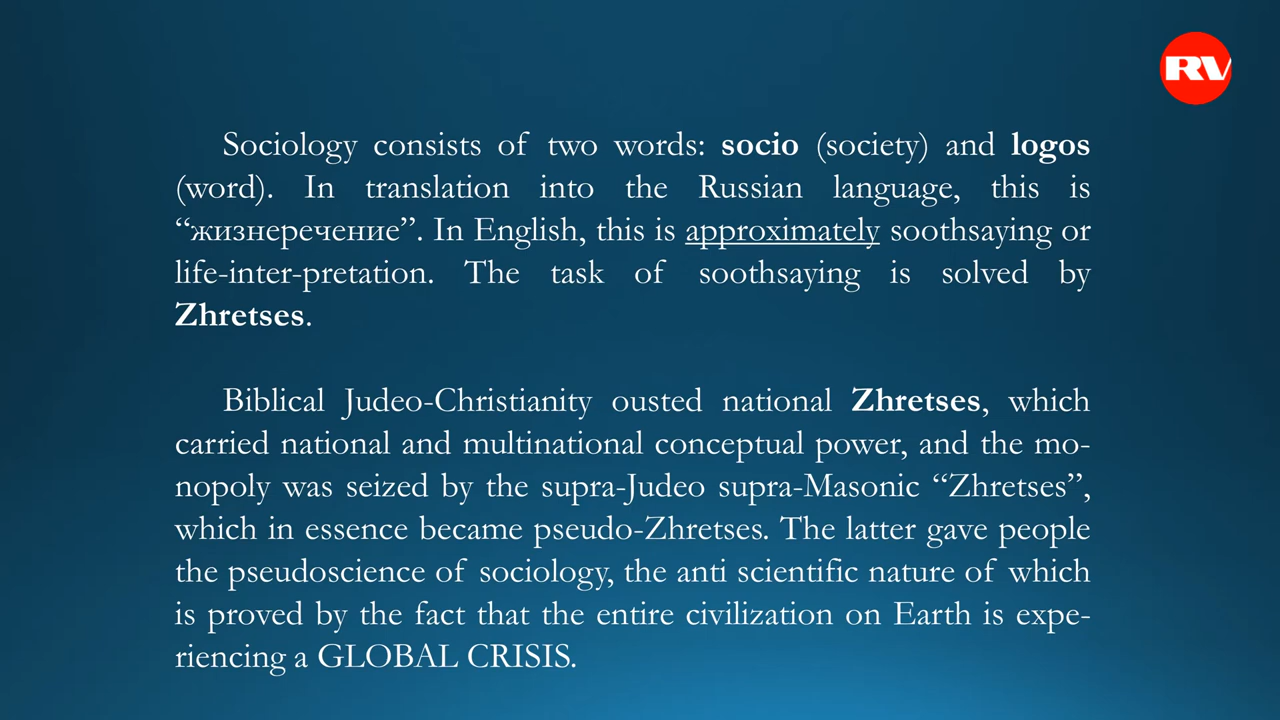 RV
Sociology consists of two words: socio (society) and logos
(word). In translation into the Russian language, this is
“жизнеречение”. In English, this is approximately soothsaying or
life-inter-pretation. The task of soothsaying is solved by
Zhretses.
Biblical Judeo-Christianity ousted national Zhretses, which
carried national and multinational conceptual power, and the mo-
nopoly was seized by the supra-Judeo supra-Masonic “Zhretses”,
which in essence became pseudo-Zhretses. The latter gave people
the pseudoscience of sociology, the anti scientific nature of which
is proved by the fact that the entire civilization on Earth is expe-
riencing a GLOBAL CRISIS.